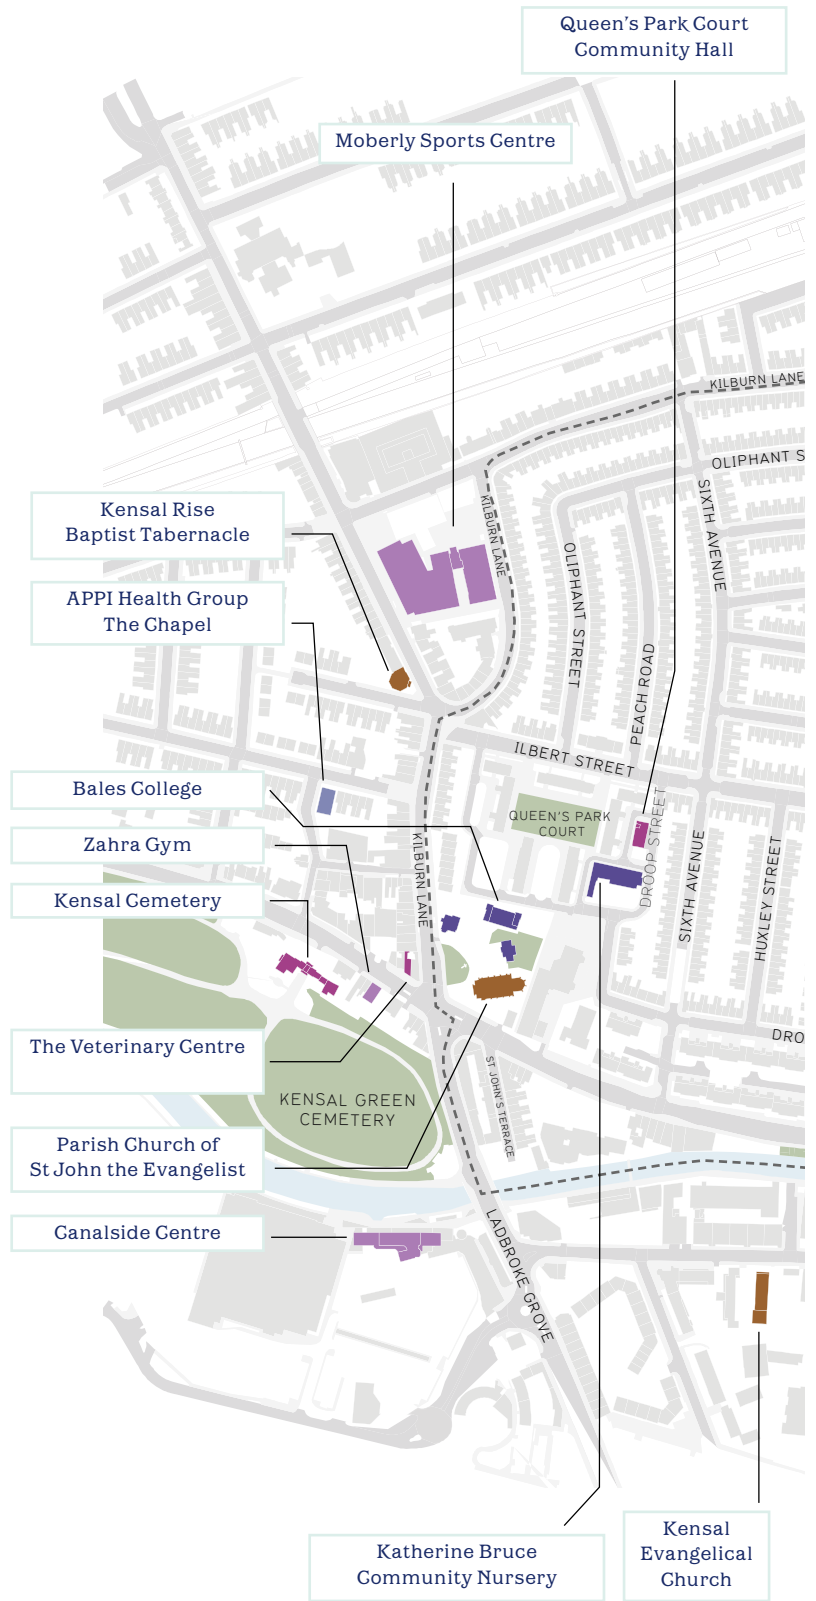 Queen's Park Court
Community Hall
Moberly Sports Centre
KILBURN LANE
OLIPHANT S
SIXTH AVENUE
Kensal Rise
Baptist Tabernacle
KILBURN LANE
OLIPHANT STREET
APPI Health Group
The Chapel
PEACH ROAD
ILBERT STREET
Bales College
QUEEN'S PARK
COURT
DROOP STREET
Zahra Gym
KILBURN LANE
SIXTH AVENUE
HUXLEY STREET
Kensal Cemetery
The Veterinary Centre
DRO
ST JOHN'S TERRACE
KENSAL GREEN
CEMETERY
Parish Church of
St John the Evangelist
Canalside Centre
LADBROKE GROVE
Katherine Bruce
Community Nursery
Kensal
Evangelical
Church